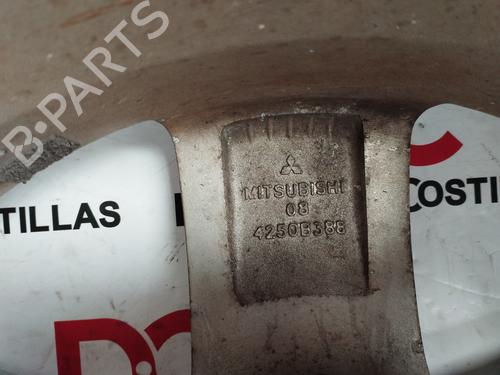 B-PARTS
MITSUBISHI
08
4250B388
TILLAS
COSTI